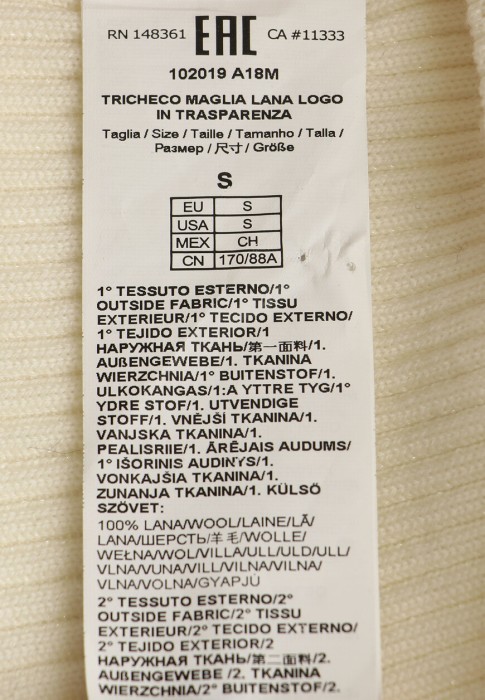 RN 148361 EAC CA #11333
102019 A18M
TRICHECO MAGLIA LANA LOGO
IN TRASPARENZA
Taglia / Size / Taille / Tamanho / Talla /
Размер / 尺寸 / Größe
S
EU S
USA S
MEX CH
CN 170/88A
1° TESSUTO ESTERNO/1°
OUTSIDE FABRIC/1° TISSU
EXTERIEUR/1° TECIDO EXTERNO/
1° TEJIDO EXTERIOR/1
НАРУЖНАЯ ТКАНЬ/第一面料/1.
AUßENGEWEBE/1. TKANINA
WIERZCHNIA/1° BUITENSTOF/1.
ULKOKANGAS/1:A YTTRE TYG/1°
YDRE STOF/1. UTVENDIGE
STOFF/1. VNĚJŠÍ TKANINA/1.
VANJSKA TKANINA/1.
PEALISRIIE/1. ĀRĒJAIS AUDUMS/
1° IŠORINIS AUDINYS/1.
VONKAJŠIA TKANINA/1.
ZUNANJA TKANINA/1. KÜLSŐ
SZÖVET:
100% LANA/WOOL/LAINE/LÃ/
LANA/ШЕРСТЬ/羊毛/WOLLE/
WEŁNA/WOL/VILLA/ULL/ULD/ULL/
VLNA/VUNA/VILL/VILNA/VILNA/
VLNA/VOLNA/GYAPJÚ
2° TESSUTO ESTERNO/2°
OUTSIDE FABRIC/2° TISSU
EXTERIEUR/2° TECIDO EXTERNO/
2° TEJIDO EXTERIOR/2
НАРУЖНАЯ ТКАНЬ/第二面料/2.
AUßENGEWEBE /2. TKANINA
WIERZCHNIA/2° BUITENSTOF/2.